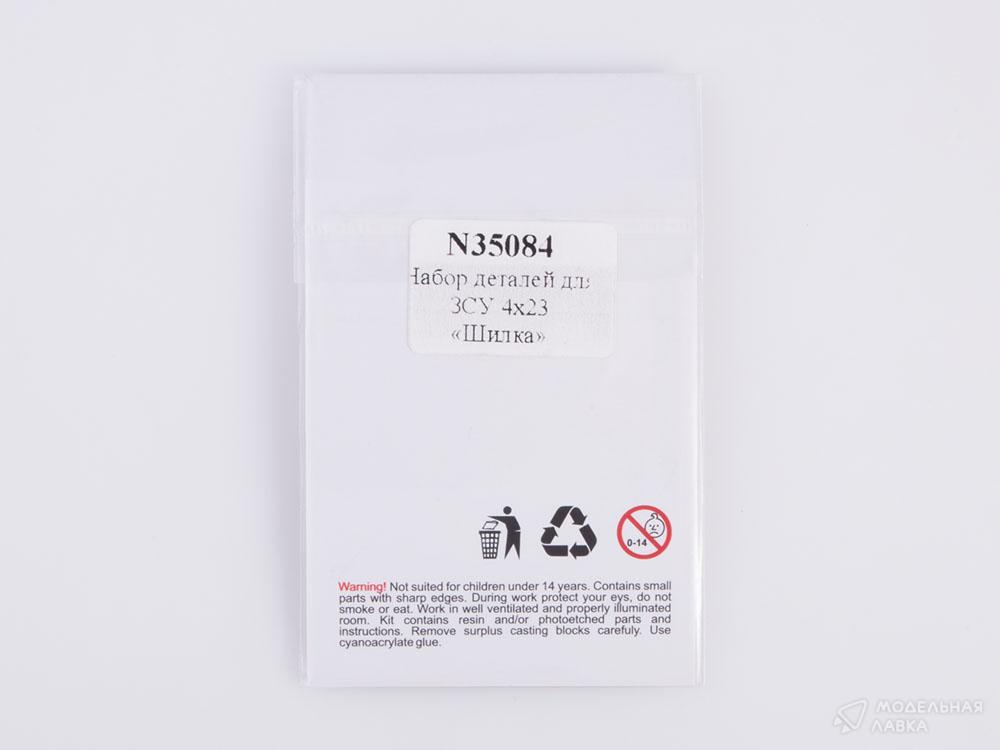 N35084
Набор деталей для
ЗСУ 4х23
«Шилка»
0-14
Warning! Not suited for children under 14 years. Contains small
parts with sharp edges. During work protect your eyes, do not
smoke or eat. Work in well ventilated and properly illuminated
room. Kit contains resin and/or photoetched parts and
instructions. Remove surplus casting blocks carefuly. Use
cyanoacrylate glue.
МОДЕЛЬНАЯ
ЛАВКА